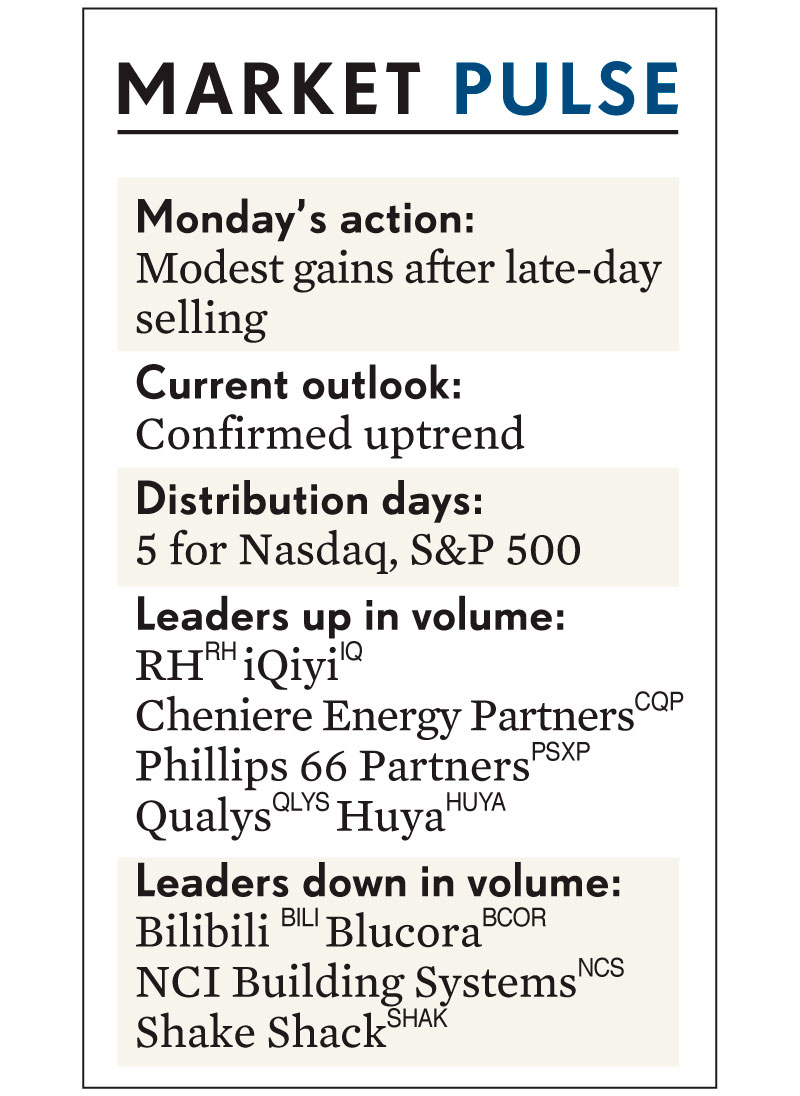 MARKET PULSE
Monday’s action:
Modest gains after late-day
selling
Current outlook:
Confirmed uptrend
Distribution days:
5 for Nasdaq, S&P 500
Leaders up in volume:
RH RH iQiyi IQ
Cheniere Energy Partners CQP
Phillips 66 Partners PSXP
Qualys QLYS Huya HUYA
Leaders down in volume:
Bilibili BILI Blucora BCOR
NCI Building Systems NCS
Shake Shack SHAK